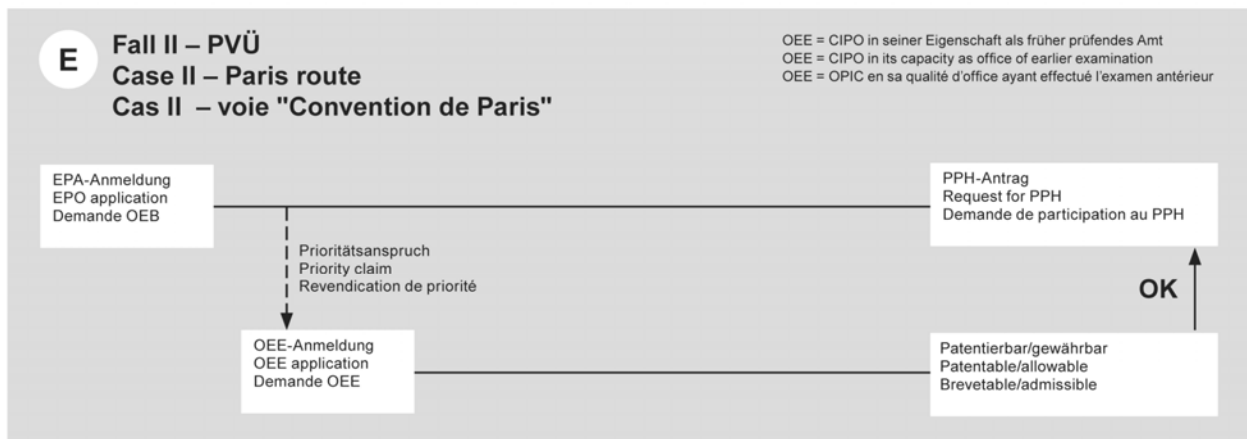 E
Fall II – PVÜ
Case II – Paris route
Cas II – voie "Convention de Paris"
OEE = CIPO in seiner Eigenschaft als früher prüfendes Amt
OEE = CIPO in its capacity as office of earlier examination
OEE = OPIC en sa qualité d'office ayant effectué l'examen antérieur
EPA-Anmeldung
EPO application
Demande OEB
PPH-Antrag
Request for PPH
Demande de participation au PPH
Prioritätsanspruch
Priority claim
Revendication de priorité
OK
OEE-Anmeldung
OEE application
Demande OEE
Patentierbar/gewährbar
Patentable/allowable
Brevetable/admissible